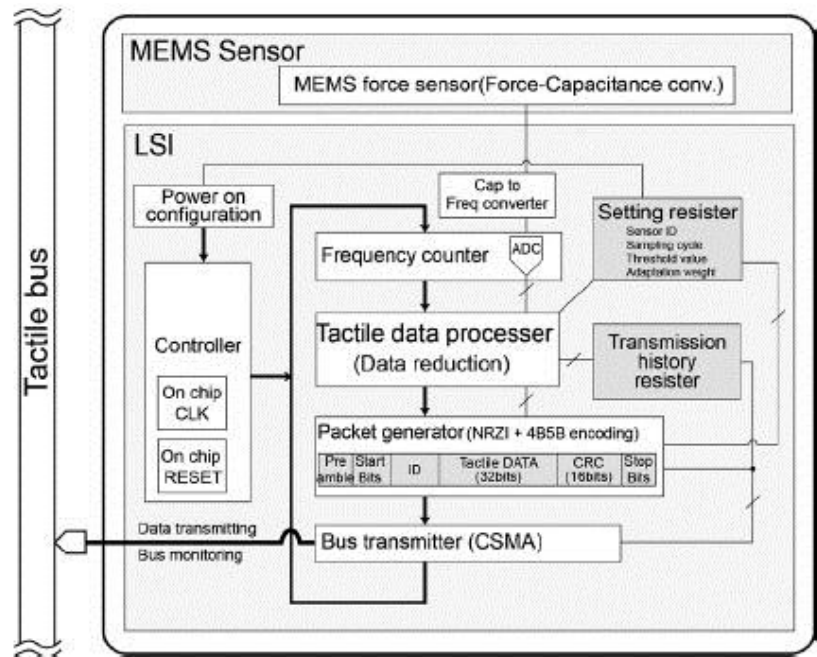 Tactile bus
MEMS Sensor
MEMS force sensor(Force-Capacitance conv.)
LSI
Power on
configuration
Cap to
Freq converter
Setting resister
Sensor ID
Sampling cycle
Threshold value
Adaptation weight
Frequency counter
ADC
Controller
On chip
CLK
On chip
RESET
Tactile data processer
(Data reduction)
Transmission
history
resister
Packet generator(NRZI + 4B5B encoding)
Pre
amble
Start
Bits
ID
Tactile DATA
(32bits)
CRC
(16bits)
Stop
Bits
Data transmitting
Bus monitoring
Bus transmitter (CSMA)